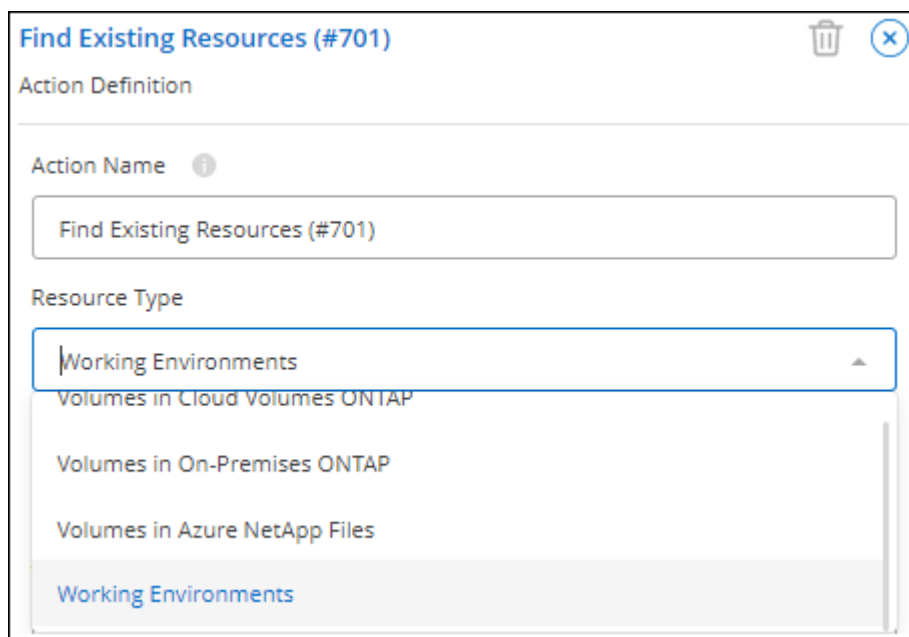 Find Existing Resources (#701)
Action Definition
Action Name
Find Existing Resources (#701)
Resource Type
Working Environments
Volumes in Cloud Volumes ONTAP
Volumes in On-Premises ONTAP
Volumes in Azure NetApp Files
Working Environments